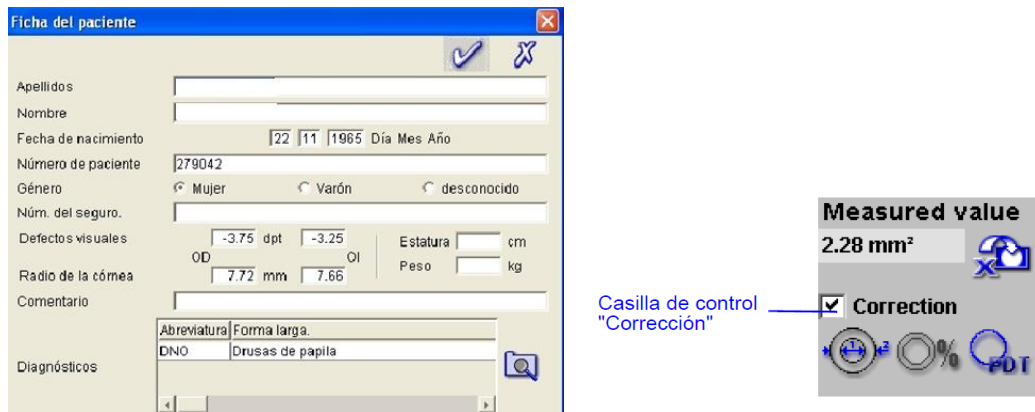 Ficha del paciente
Apellidos
Nombre
Fecha de nacimiento 22 11 1965 Día Mes Año
Número de paciente 279042
Género Mujer Varón desconocido
Núm. del seguro.
Defectos visuales -3.75 dpt -3.25 Estatura cm
OD OI
Radio de la córnea 7.72 mm 7.66 Peso kg
Comentario
Abreviatura Forma larga.
DNO Drusas de papila
Diagnósticos
Measured value
2.28 mm²
X
Casilla de control
"Corrección"
Correction
1 2 % PDT